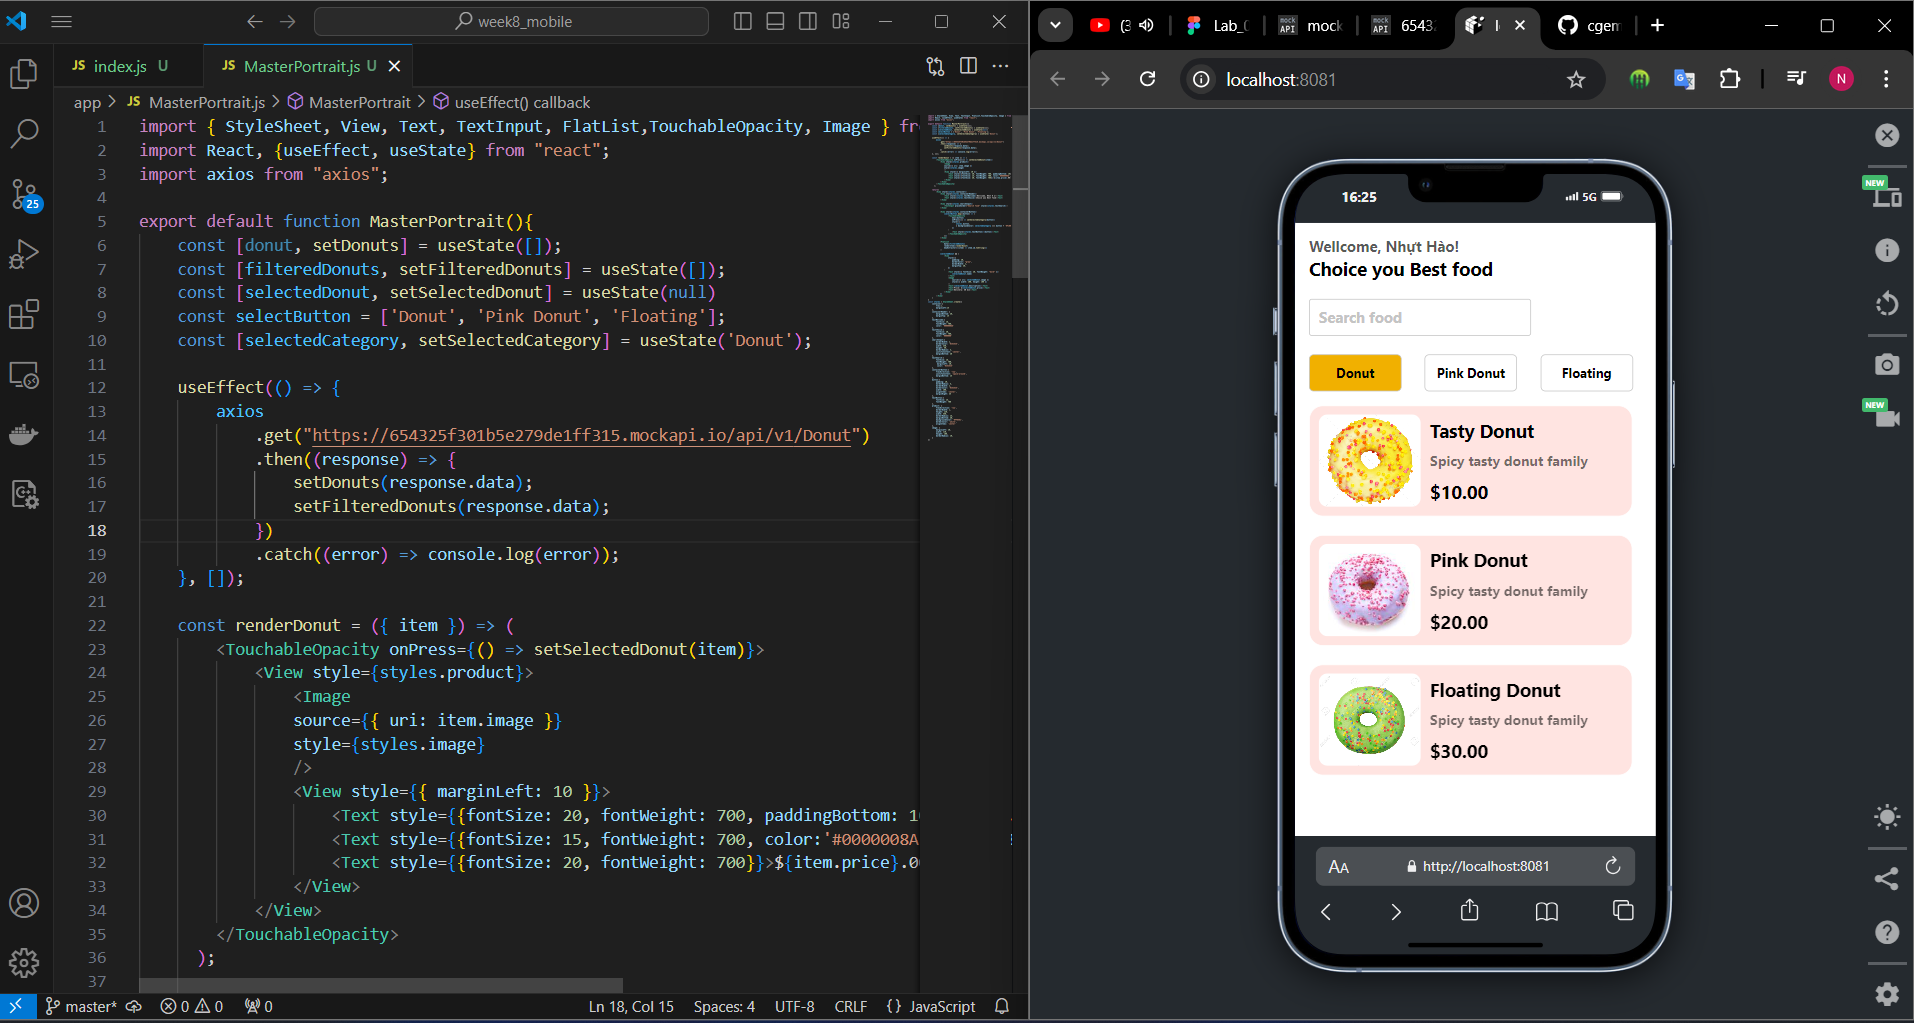 week8_mobile
JS index.js U
JS MasterPortrait.js U
app > JS MasterPortrait.js > MasterPortrait > useEffect() callback
1 import { StyleSheet, View, Text, TextInput, FlatList,TouchableOpacity, Image }
2 import React, {useEffect, useState} from "react";
3 import axios from "axios";
4
5 export default function MasterPortrait(){
6 const [donut, setDonuts] = useState([]);
7 const [filteredDonuts, setFilteredDonuts] = useState([]);
8 const [selectedDonut, setSelectedDonut] = useState(null)
9 const selectButton = ['Donut', 'Pink Donut', 'Floating'];
10 const [selectedCategory, setSelectedCategory] = useState('Donut');
11
12 useEffect(() => {
13 axios
14 .get("https://654325f301b5e279de1ff315.mockapi.io/api/v1/Donut")
15 .then((response) => {
16 setDonuts(response.data);
17 setFilteredDonuts(response.data);
18 })
19 .catch((error) => console.log(error));
20 }, []);
21
22 const renderDonut = ({ item }) => (
23 <TouchableOpacity onPress={() => setSelectedDonut(item)}>
24 <View style={styles.product}>
25 <Image
26 source={{ uri: item.image }}
27 style={styles.image}
28 />
29 <View style={{ marginLeft: 10 }}>
30 <Text style={{fontSize: 20, fontWeight: 700, paddingBottom:
31 <Text style={{fontSize: 15, fontWeight: 700, color:'#0000008A
32 <Text style={{fontSize: 20, fontWeight: 700}}>${item.price}.0
33 </View>
34 </View>
35 </TouchableOpacity>
36 );
37
25
master* 0 0 0
Ln 18, Col 15 Spaces: 4 UTF-8 CRLF {} JavaScript
(3 Lab_ mock API mock mock API 6543 cgem
localhost:8081
N
NEW
NEW
16:25 5G
Wellcome, Nhựt Hào!
Choice you Best food
Search food
Donut Pink Donut Floating
Tasty Donut
Spicy tasty donut family
$10.00
Pink Donut
Spicy tasty donut family
$20.00
Floating Donut
Spicy tasty donut family
$30.00
AA http://localhost:8081